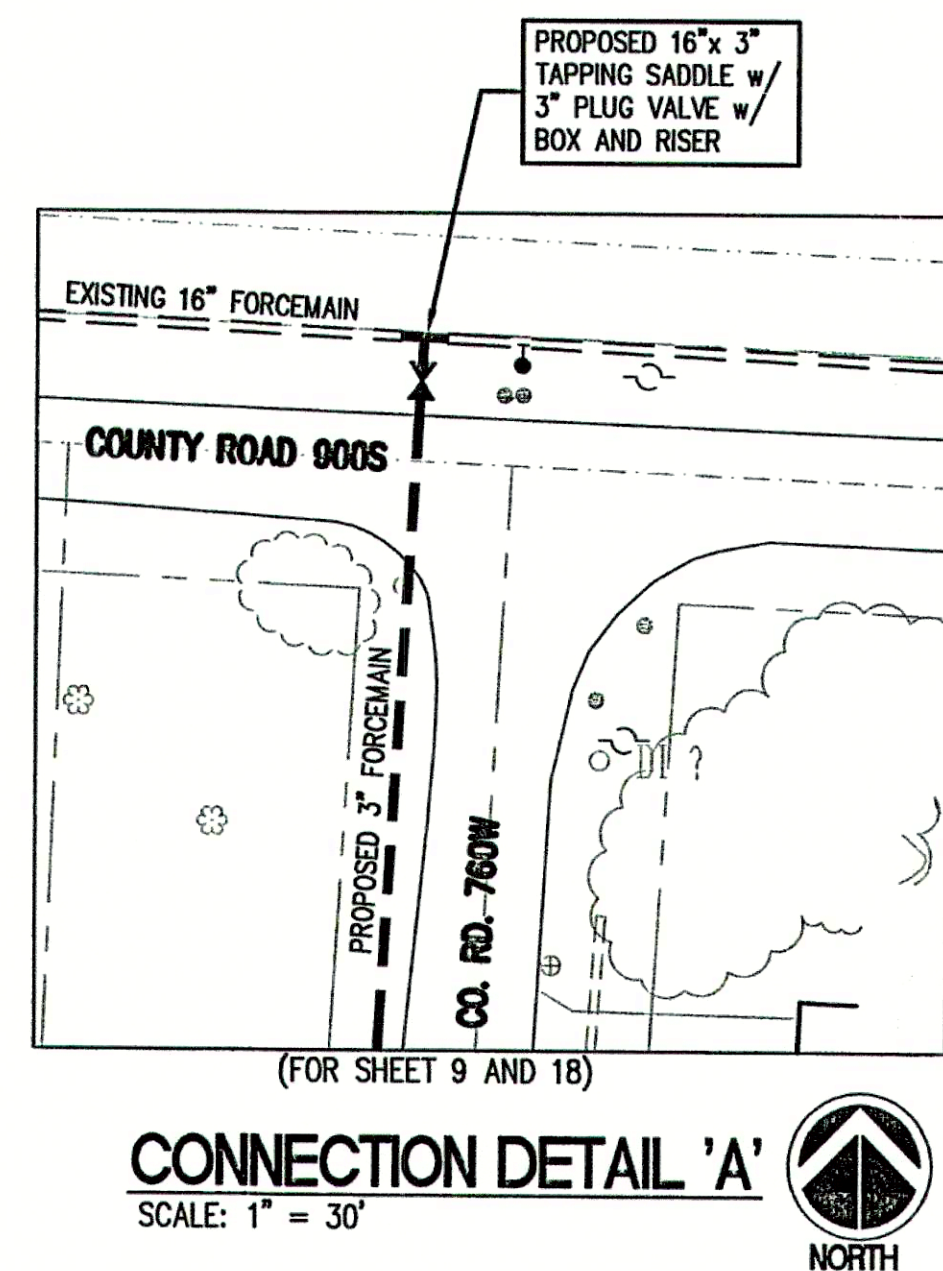 PROPOSED 16"x 3"
TAPPING SADDLE w/
3" PLUG VALVE w/
BOX AND RISER
EXISTING 16" FORCEMAIN
COUNTY ROAD 900S
PROPOSED 3" FORCEMAIN
CO. RD. 760W
?
(FOR SHEET 9 AND 18)
CONNECTION DETAIL 'A'
SCALE: 1" = 30'
NORTH